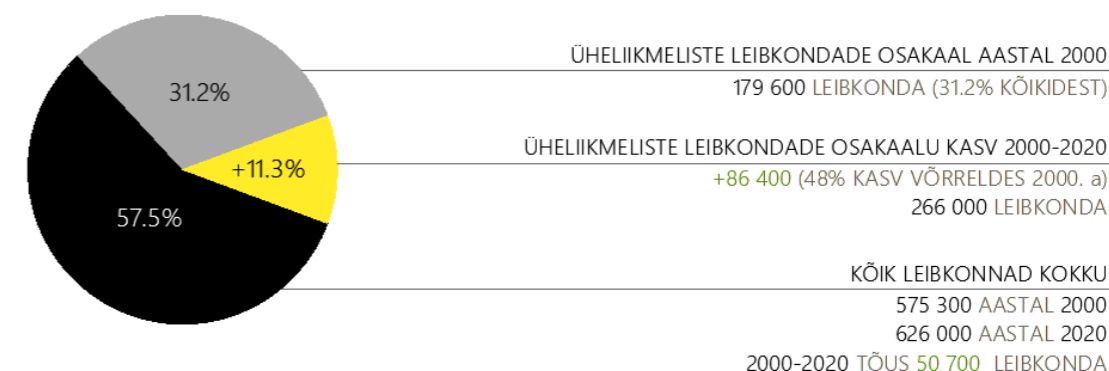 31.2%
+11.3%
57.5%
ÜHELIIKMELISTE LEIBKONDADE OSAKAAL AASTAL 2000
179 600 LEIBKONDA (31.2% KÕIKIDEST)
ÜHELIIKMELISTE LEIBKONDADE OSAKAALU KASV 2000-2020
+86 400 (48% KASV VÕRRELDES 2000. a)
266 000 LEIBKONDA
KÕIK LEIBKONNAD KOKKU
575 300 AASTAL 2000
626 000 AASTAL 2020
2000-2020 TÕUS 50 700 LEIBKONDA